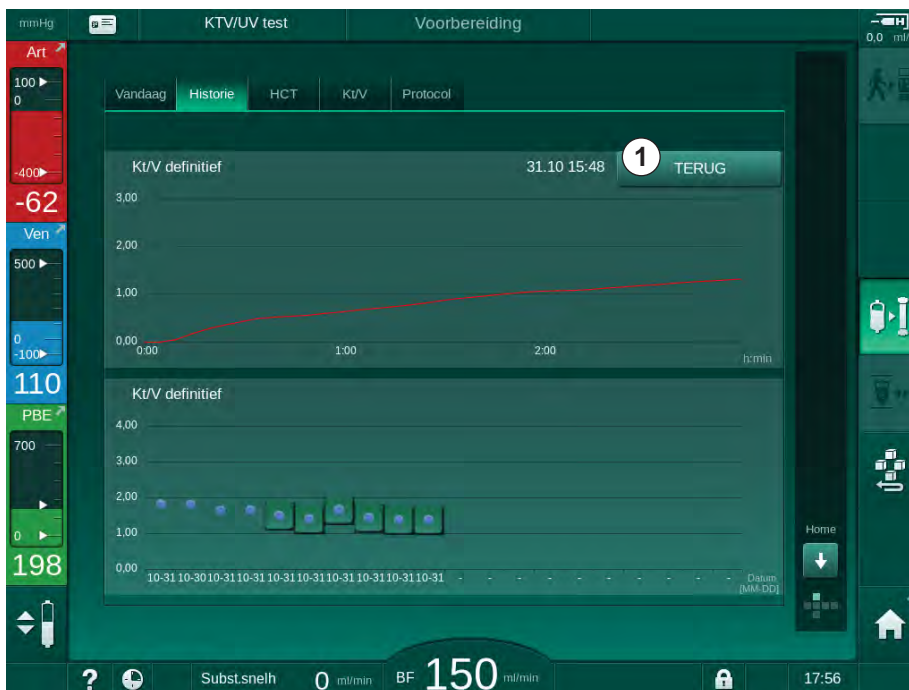 mmHg KTV/UV test Voorbereiding
0,0 ml/
Art
100
0
-400
-62
Ven
500
0
-100
110
PBE
700
0
198
Vandaag Historie HCT Kt/V Protocol
Kt/V definitief 31.10 15:48 1 TERUG
3,00
2,00
1,00
0,00
0:00 1:00 2:00 h:min
Kt/V definitief
4,00
3,00
2,00
1,00
0,00
10-31 10-30 10-31 10-31 10-31 10-31 10-31 10-31 10-31 10-31 - - - - - - - - - - Datum
[MM-DD]
Home
? Subst.snelh 0 ml/min BF 150 ml/min 17:56